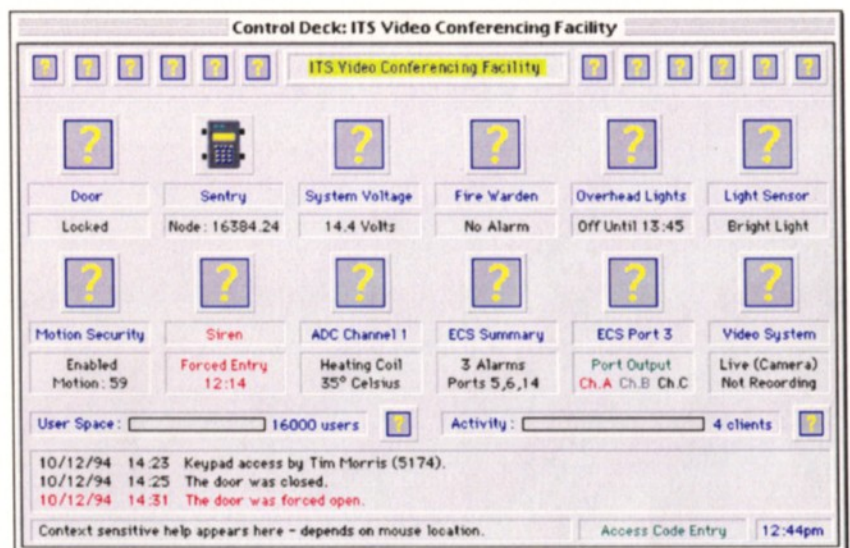 Control Deck: ITS Video Conferencing Facility
? ? ? ? ? ? ITS Video Conferencing Facility ? ? ? ? ? ?
? ? ? ? ?
Door Sentry System Voltage Fire Warden Overhead Lights Light Sensor
Locked Node: 16384.24 14.4 Volts No Alarm Off Until 13:45 Bright Light
? ? ? ? ? ?
Motion Security Siren ADC Channel 1 ECS Summary ECS Port 3 Video System
Enabled Forced Entry Heating Coil 3 Alarms Port Output Live (Camera)
Motion: 59 12:14 35° Celsius Ports 5,6,14 Ch.A Ch.B Ch.C Not Recording
User Space: 16000 users ? Activity: 4 clients ?
10/12/94 14:23 Keypad access by Tim Morris (5174).
10/12/94 14:25 The door was closed.
10/12/94 14:31 The door was forced open.
Context sensitive help appears here - depends on mouse location. Access Code Entry 12:44pm